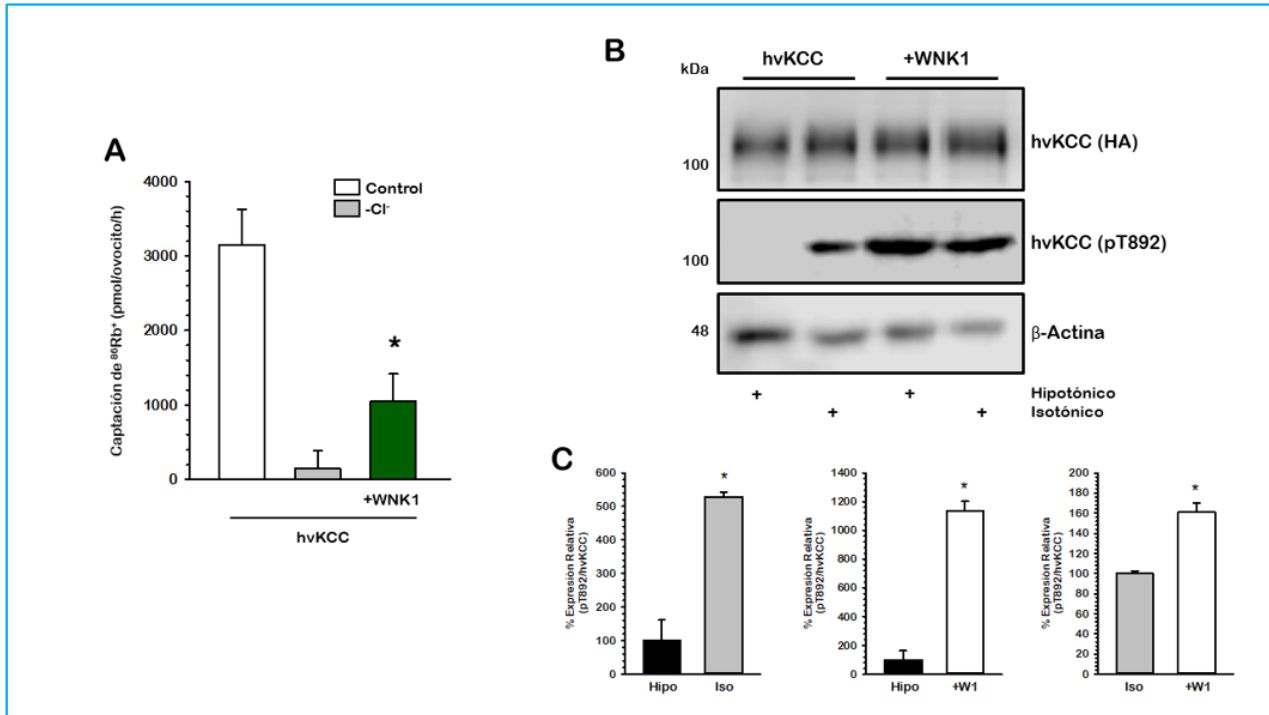 A
Captación de ⁸⁶Rb⁺ (pmol/ovocito/h)
4000
3000
2000
1000
0
Control
-Cl⁻
*
+WNK1
hvKCC
B
kDa
hvKCC
+WNK1
100
hvKCC (HA)
100
hvKCC (pT892)
48
β-Actina
+ + Hipotónico
+ + Isotónico
C
% Expresión Relativa
(pT892/hvKCC)
600
500
400
300
200
100
0
*
Hipo Iso
% Expresión Relativa
(pT892/hvKCC)
1400
1200
1000
800
600
400
200
0
*
Hipo +W1
% Expresión Relativa
(pT892/hvKCC)
200
180
160
140
120
100
80
60
40
20
0
*
Iso +W1